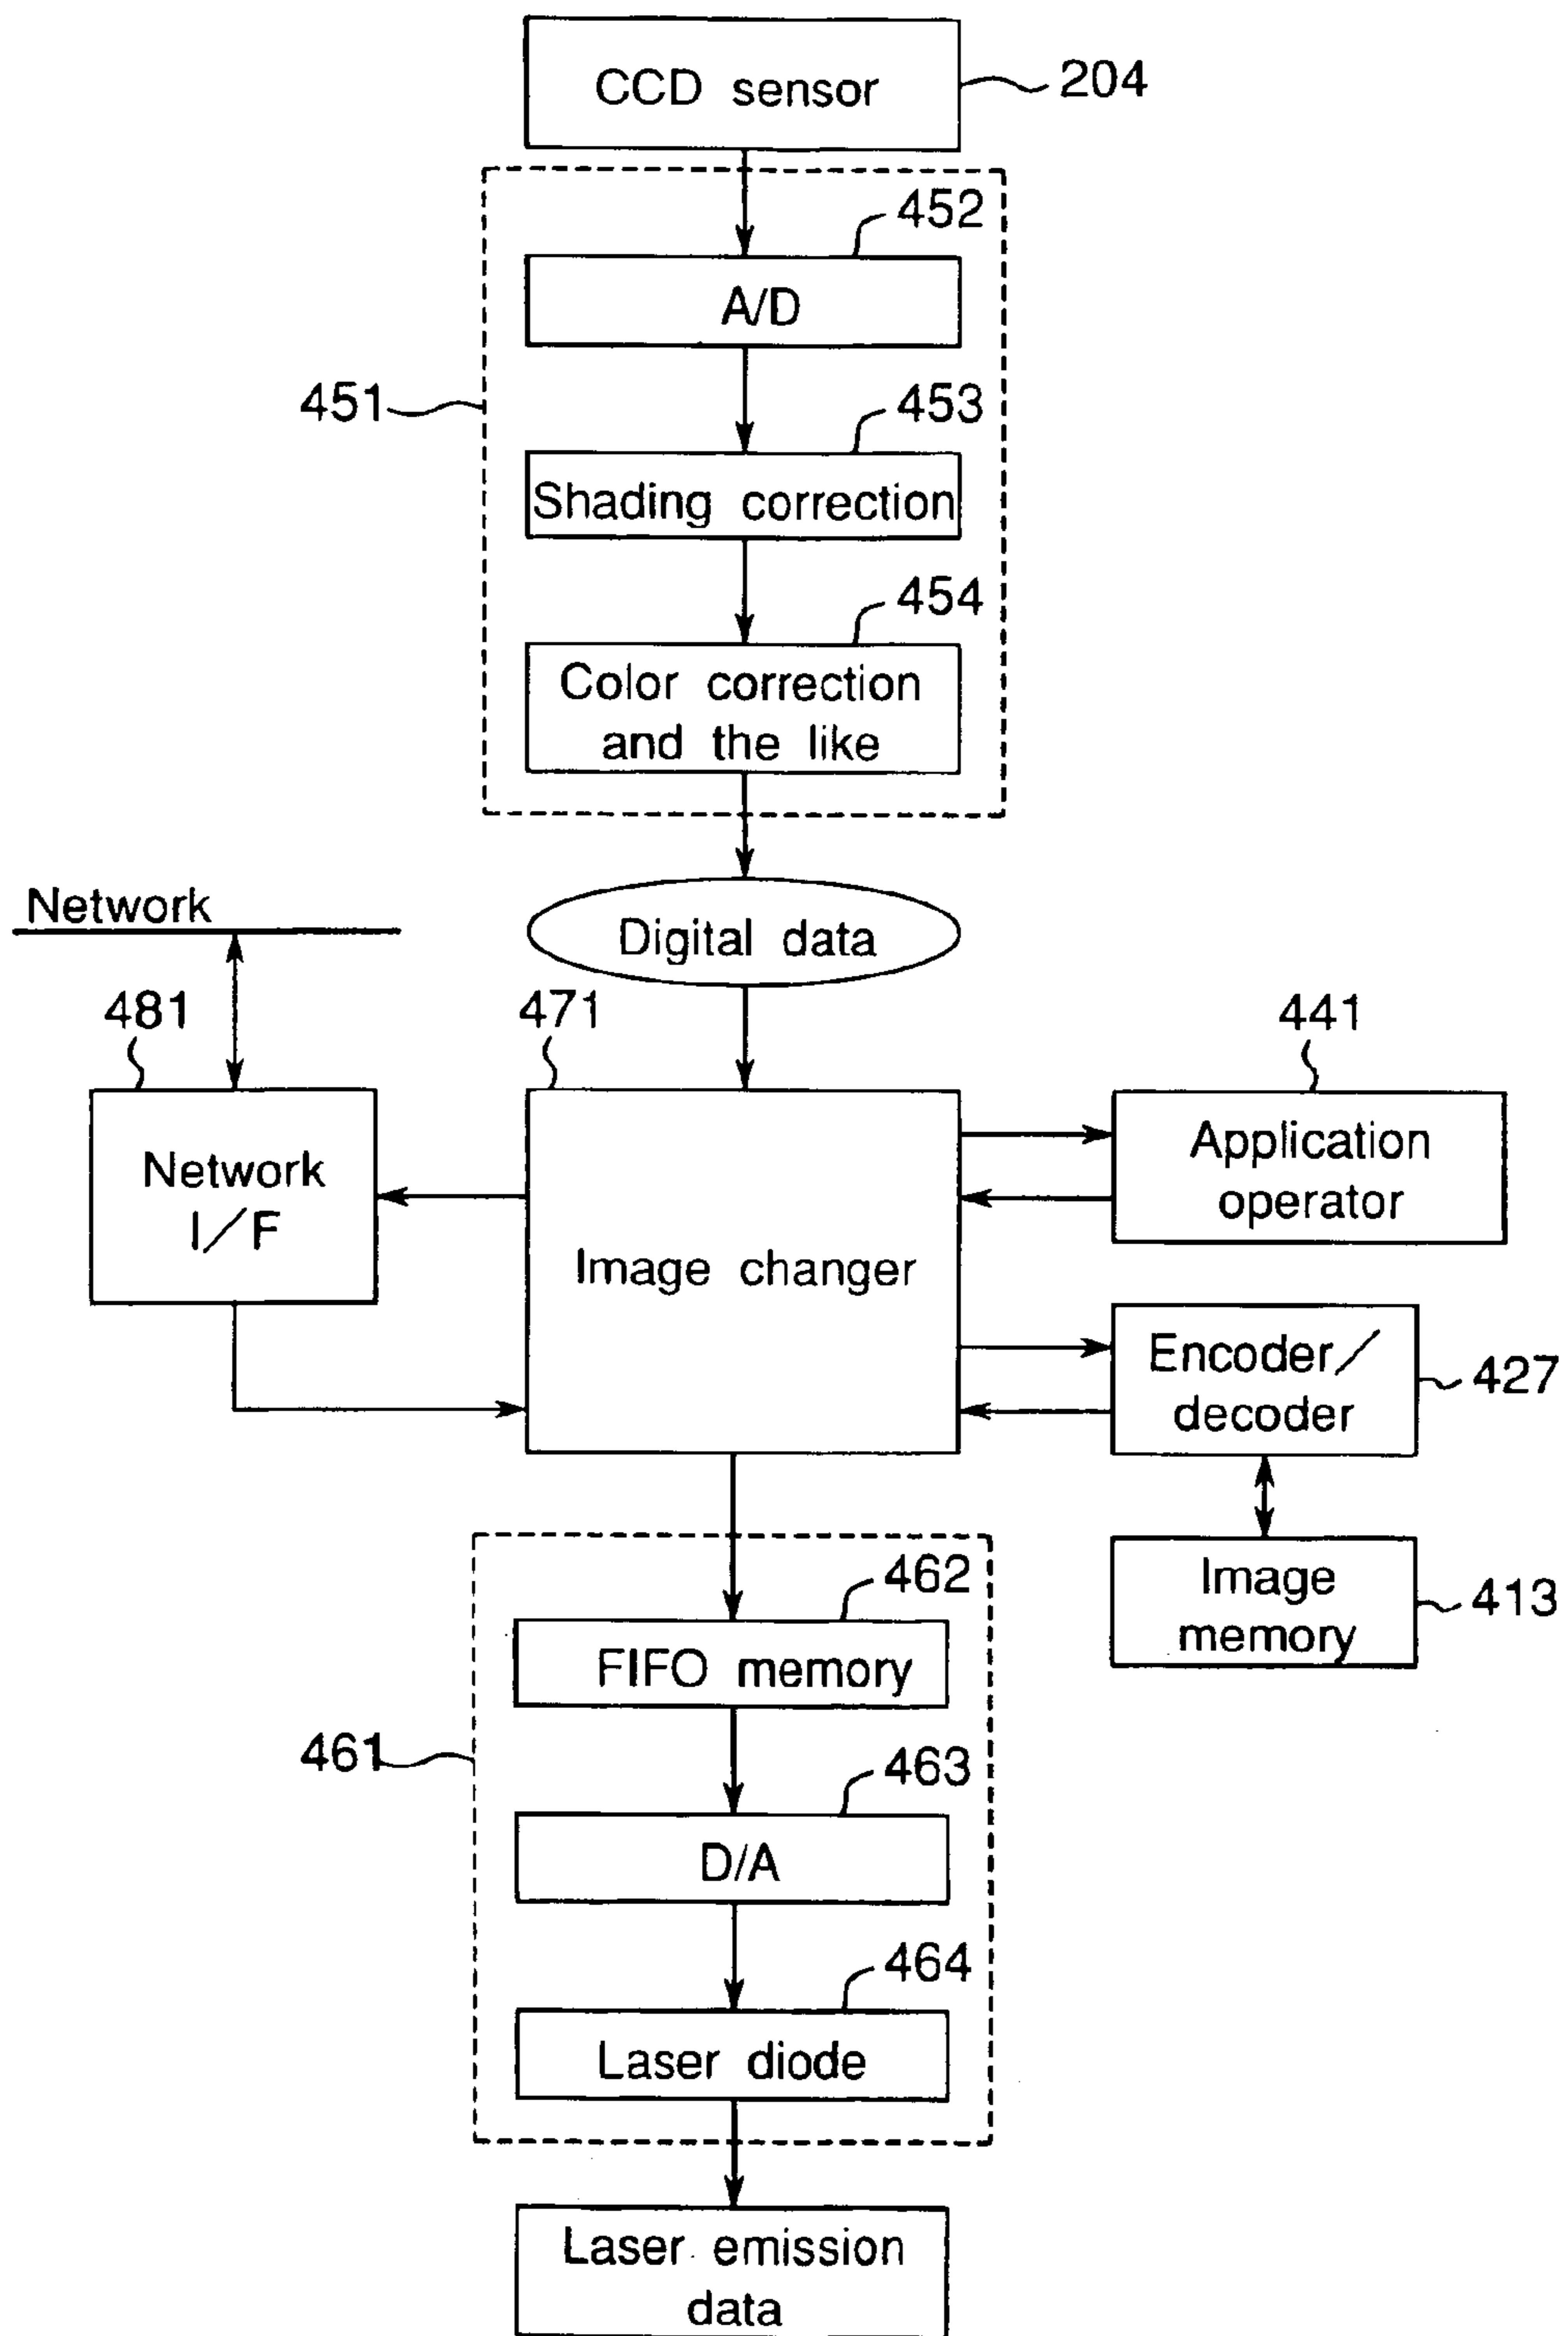 CCD sensor
204
452
A/D
451
453
Shading correction
454
Color correction
and the like
Network
Digital data
481
471
441
Network
I/F
Application
operator
Image changer
Encoder/
decoder
427
462
Image
memory
413
FIFO memory
461
463
D/A
464
Laser diode
Laser emission
data